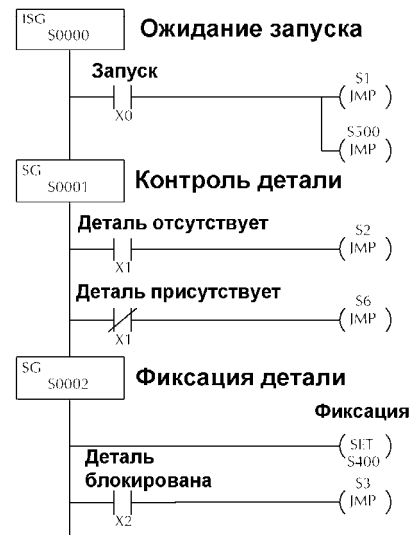 ISG
S0000
Ожидание запуска
Запуск
X0
S1
JMP
S500
JMP
SG
S0001
Контроль детали
Деталь отсутствует
X1
S2
JMP
Деталь присутствует
X1
S6
JMP
SG
S0002
Фиксация детали
Фиксация
SET
S400
Деталь
блокирована
X2
S3
JMP